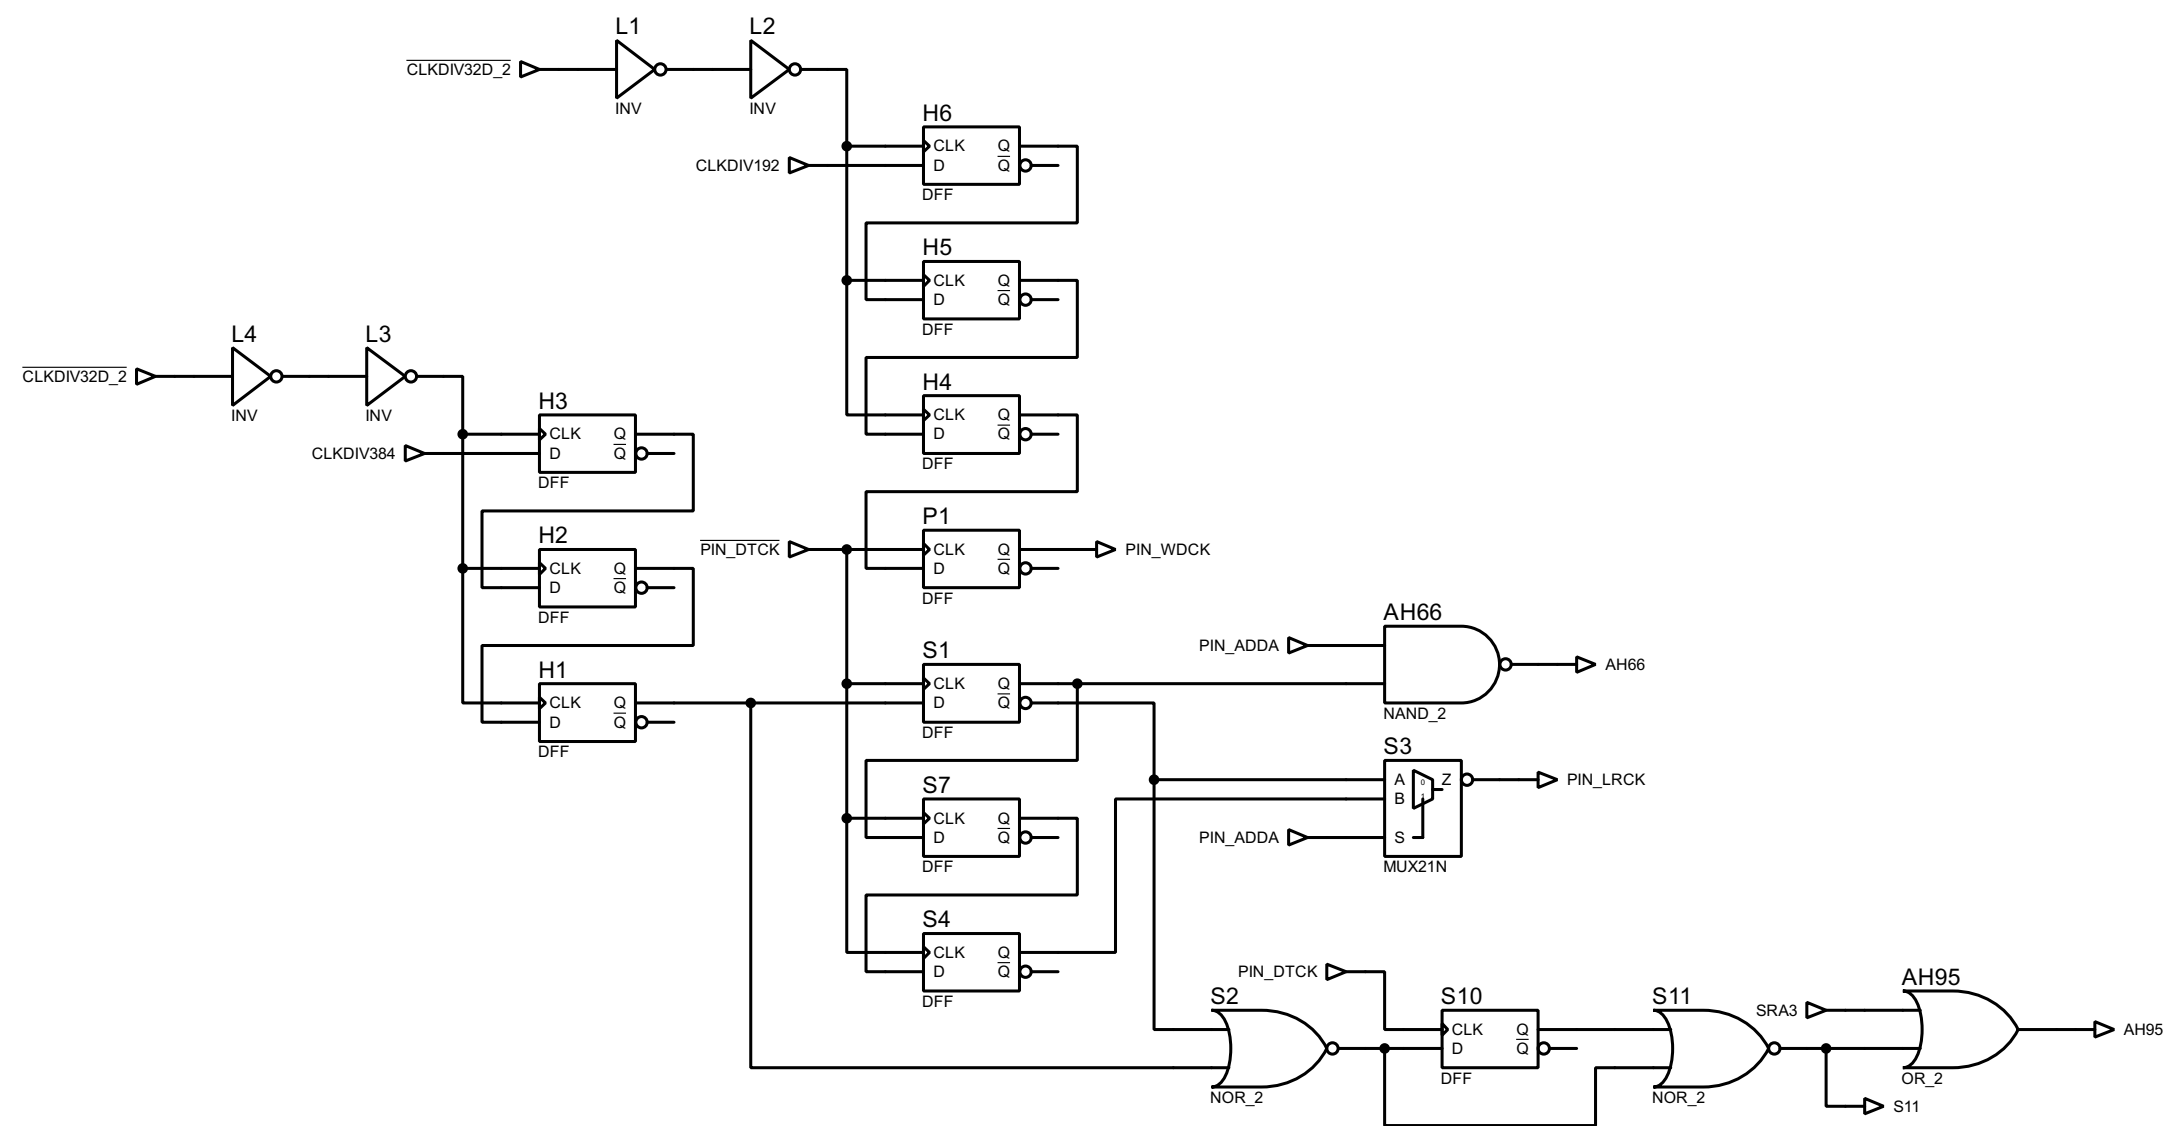 L1
L2
CLKDIV32D_2
INV
INV
H6
CLK Q
CLKDIV192
D Q
DFF
H5
CLK Q
D Q
DFF
L4
L3
H4
CLKDIV32D_2
INV
INV
H3
CLK Q
D Q
DFF
CLK Q
CLKDIV384
D Q
DFF
H2
P1
PIN_DTCK
CLK Q
PIN_WDCK
D Q
DFF
CLK Q
D Q
DFF
AH66
PIN_ADDA
AH66
NAND_2
H1
S1
CLK Q
D Q
DFF
CLK Q
D Q
DFF
S3
A 0 Z
PIN_LRCK
B 1
PIN_ADDA
S
MUX21N
S7
CLK Q
D Q
DFF
S4
CLK Q
D Q
DFF
PIN_DTCK
S2
NOR_2
S10
CLK Q
D Q
DFF
S11
NOR_2
AH95
SRA3
AH95
OR_2
S11